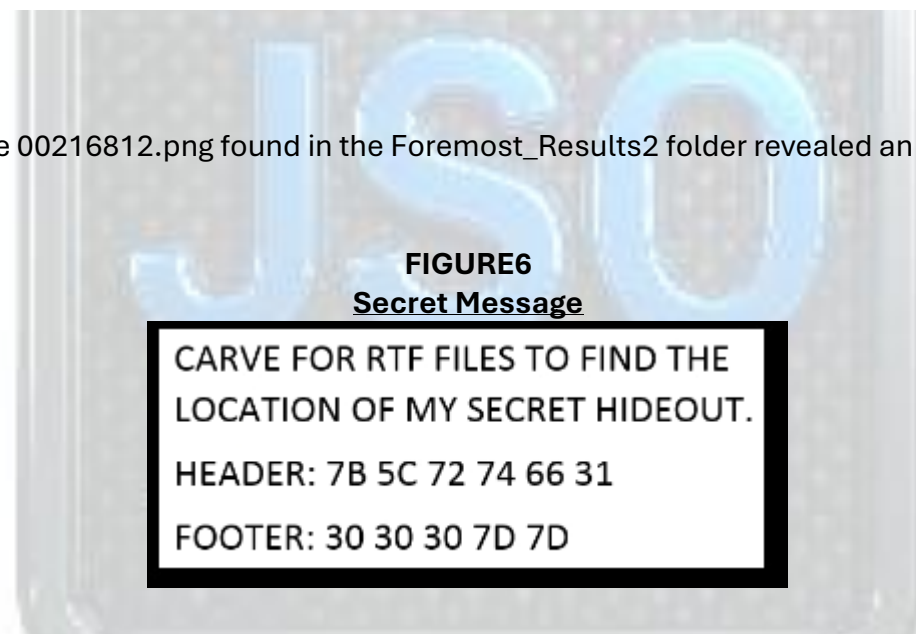 JSO
e 00216812.png found in the Foremost_Results2 folder revealed an
FIGURE6
Secret Message
CARVE FOR RTF FILES TO FIND THE
LOCATION OF MY SECRET HIDEOUT.
HEADER: 7B 5C 72 74 66 31
FOOTER: 30 30 30 7D 7D